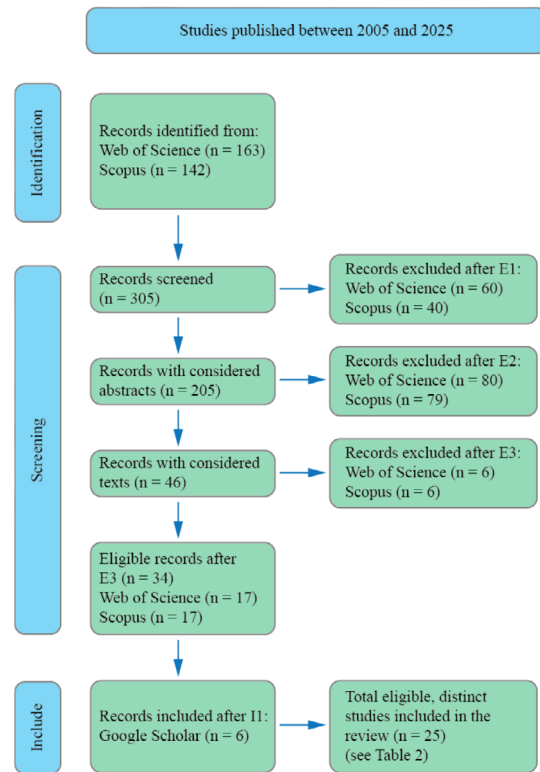 Studies published between 2005 and 2025
Identification
Records identified from:
Web of Science (n = 163)
Scopus (n = 142)
Screening
Records screened
(n = 305)
Records excluded after E1:
Web of Science (n = 60)
Scopus (n = 40)
Records with considered
abstracts (n = 205)
Records excluded after E2:
Web of Science (n = 80)
Scopus (n = 79)
Records with considered
texts (n = 46)
Records excluded after E3:
Web of Science (n = 6)
Scopus (n = 6)
Eligible records after
E3 (n = 34)
Web of Science (n = 17)
Scopus (n = 17)
Include
Records included after I1:
Google Scholar (n = 6)
Total eligible, distinct
studies included in the
review (n = 25)
(see Table 2)